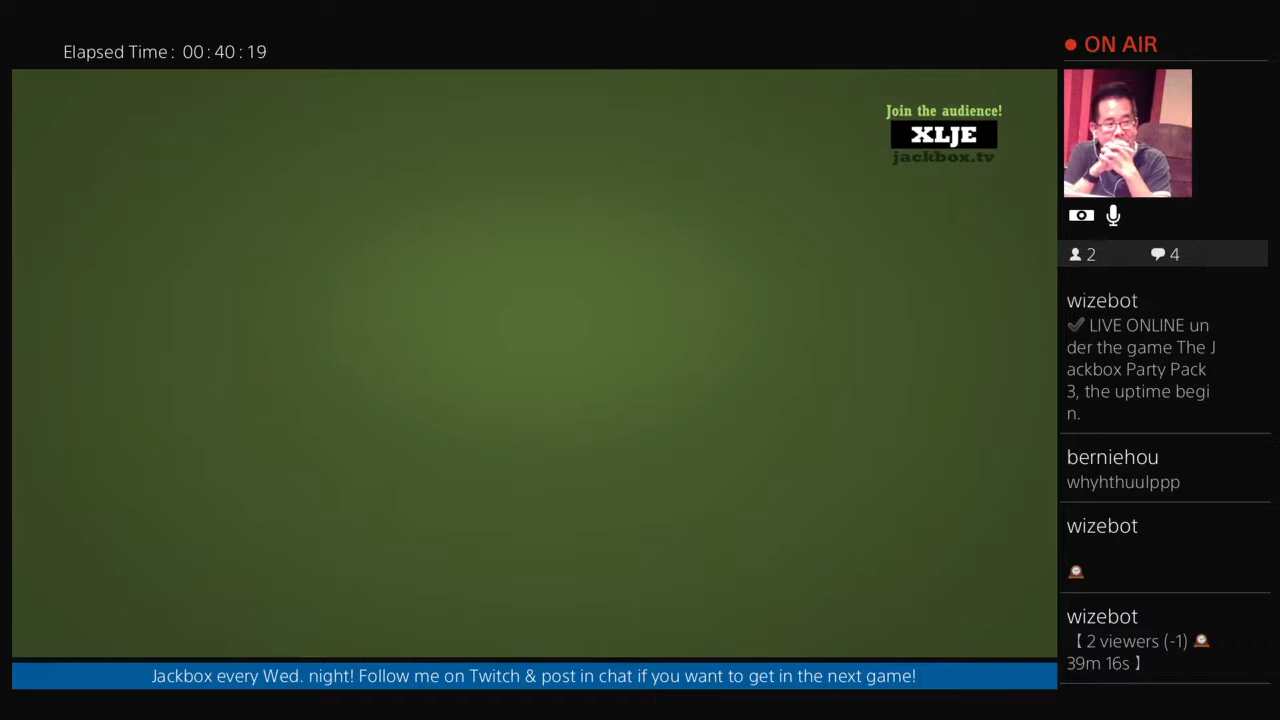 Elapsed Time: 00:40:19
ON AIR
Join the audience!
XLJE
jackbox.tv
2
4
wizebot
LIVE ONLINE un
der the game The J
ackbox Party Pack
3, the uptime begi
n.
berniehou
whyhthuulppp
wizebot
wizebot
【 2 viewers (-1)
39m 16s 】
Jackbox every Wed. night! Follow me on Twitch & post in chat if you want to get in the next game!